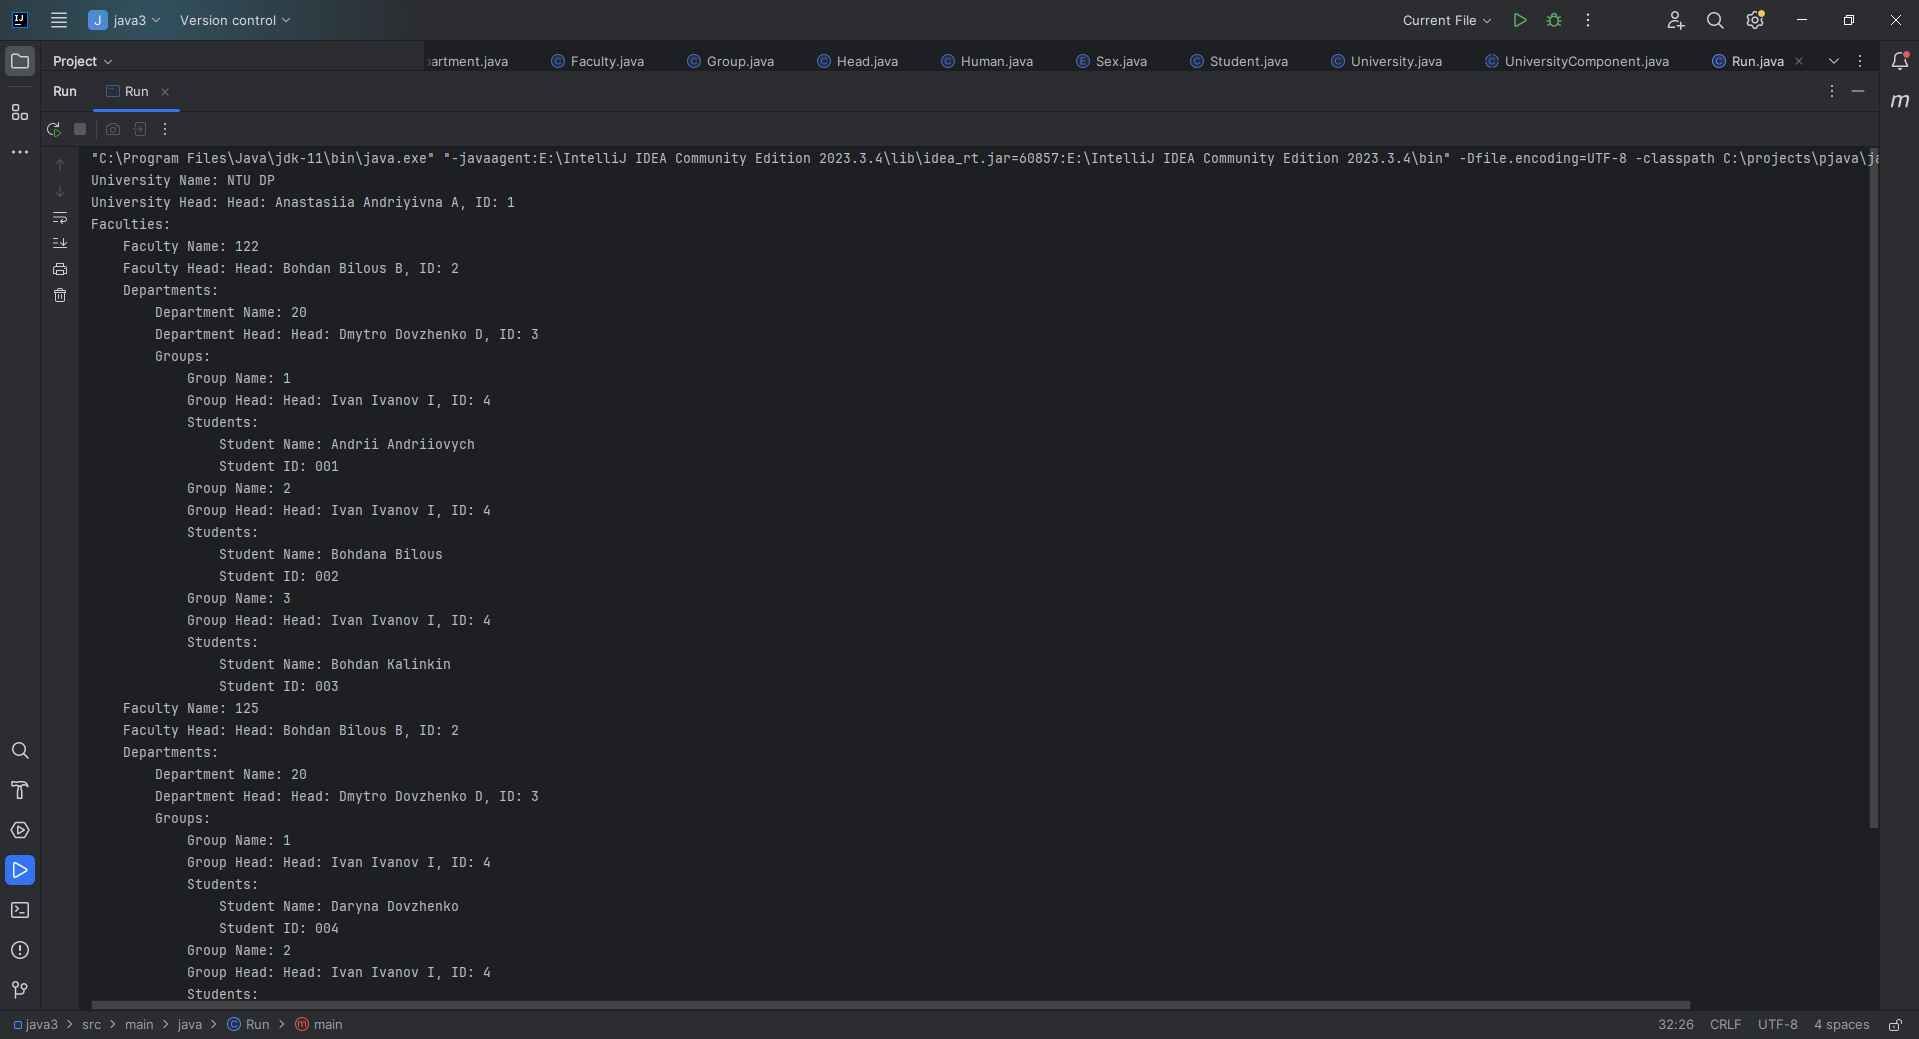 J java3 Version control Current File
Project artment.java Faculty.java Group.java Head.java Human.java Sex.java Student.java University.java UniversityComponent.java Run.java
Run Run
"C:\Program Files\Java\jdk-11\bin\java.exe" "-javaagent:E:\IntelliJ IDEA Community Edition 2023.3.4\lib\idea_rt.jar=60857:E:\IntelliJ IDEA Community Edition 2023.3.4\bin" -Dfile.encoding=UTF-8 -classpath C:\projects\pjava\ja
University Name: NTU DP
University Head: Head: Anastasiia Andriyivna A, ID: 1
Faculties:
Faculty Name: 122
Faculty Head: Head: Bohdan Bilous B, ID: 2
Departments:
Department Name: 20
Department Head: Head: Dmytro Dovzhenko D, ID: 3
Groups:
Group Name: 1
Group Head: Head: Ivan Ivanov I, ID: 4
Students:
Student Name: Andrii Andriiovych
Student ID: 001
Group Name: 2
Group Head: Head: Ivan Ivanov I, ID: 4
Students:
Student Name: Bohdana Bilous
Student ID: 002
Group Name: 3
Group Head: Head: Ivan Ivanov I, ID: 4
Students:
Student Name: Bohdan Kalinkin
Student ID: 003
Faculty Name: 125
Faculty Head: Head: Bohdan Bilous B, ID: 2
Departments:
Department Name: 20
Department Head: Head: Dmytro Dovzhenko D, ID: 3
Groups:
Group Name: 1
Group Head: Head: Ivan Ivanov I, ID: 4
Students:
Student Name: Daryna Dovzhenko
Student ID: 004
Group Name: 2
Group Head: Head: Ivan Ivanov I, ID: 4
Students:
java3 > src > main > java > Run > main 32:26 CRLF UTF-8 4 spaces